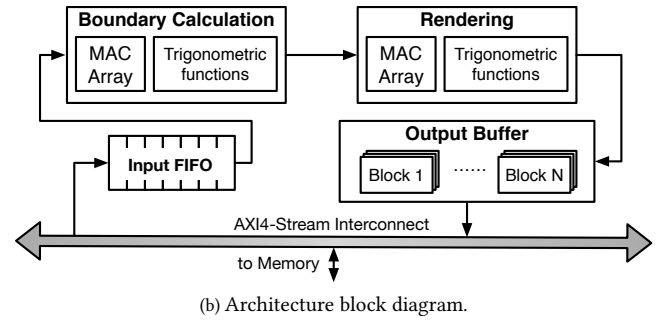 Boundary Calculation
MAC
Array
Trigonometric
functions
Rendering
MAC
Array
Trigonometric
functions
Input FIFO
Output Buffer
Block 1
......
Block N
AXI4-Stream Interconnect
to Memory
(b) Architecture block diagram.